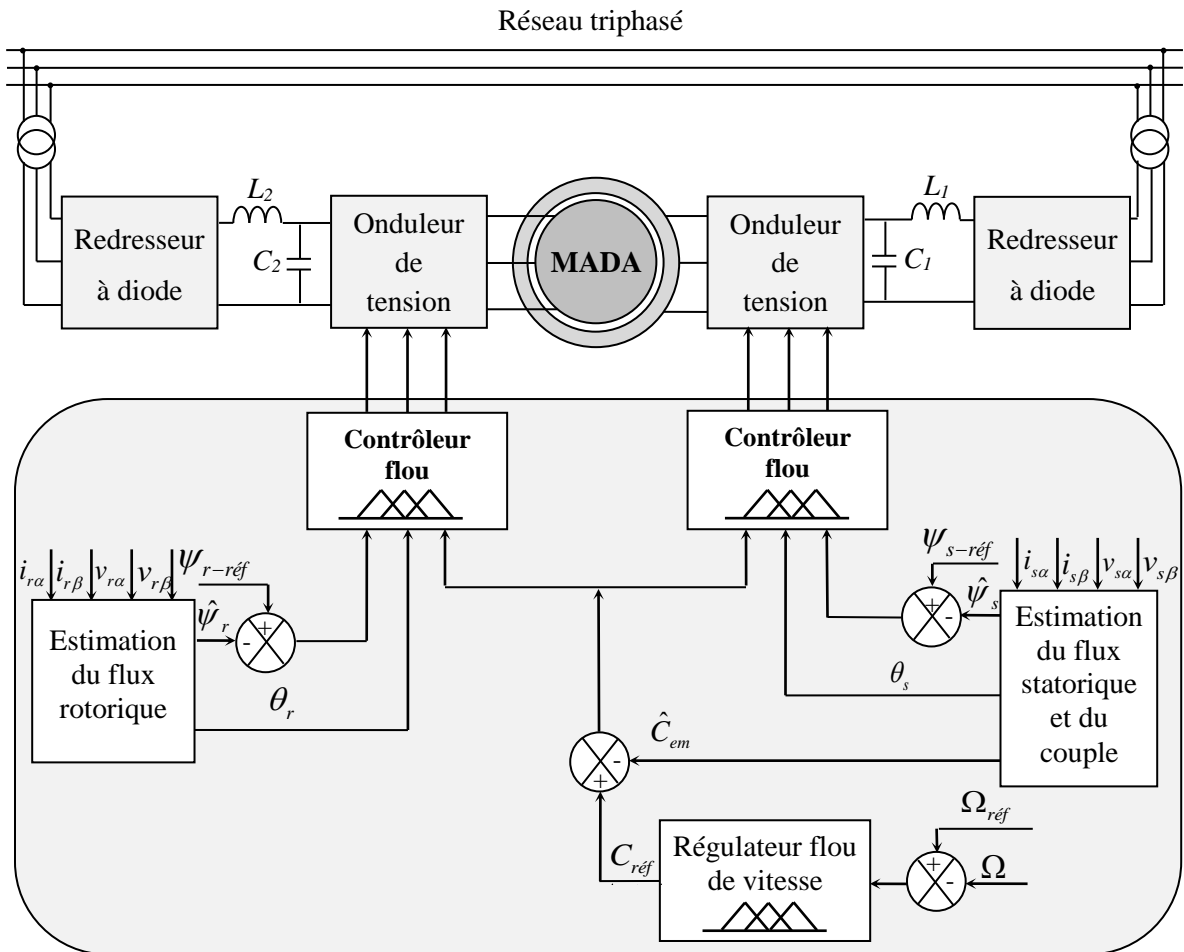 Réseau triphasé
L2
L1
Redresseur
à diode
C2
Onduleur
de
tension
MADA
Onduleur
de
tension
C1
Redresseur
à diode
Contrôleur
flou
Contrôleur
flou
irα irβ vrα vrβ ψr−réf
ψs−réf isα isβ vsα vsβ
ψ̂r
+
-
ψ̂s
+
-
Estimation
du flux
rotorique
θr
θs
Estimation
du flux
statorique
et du
couple
Ĉem
-
+
Créf
Régulateur flou
de vitesse
Ωréf
+
-
Ω